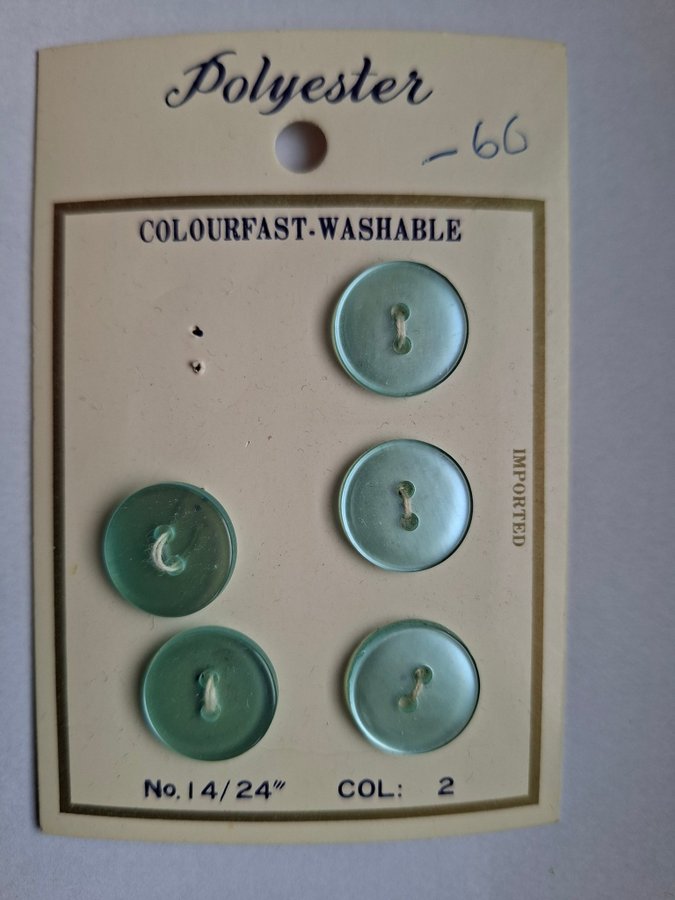 Polyester
-66
COLOURFAST-WASHABLE
IMPORTED
No. 14/24‴ COL: 2